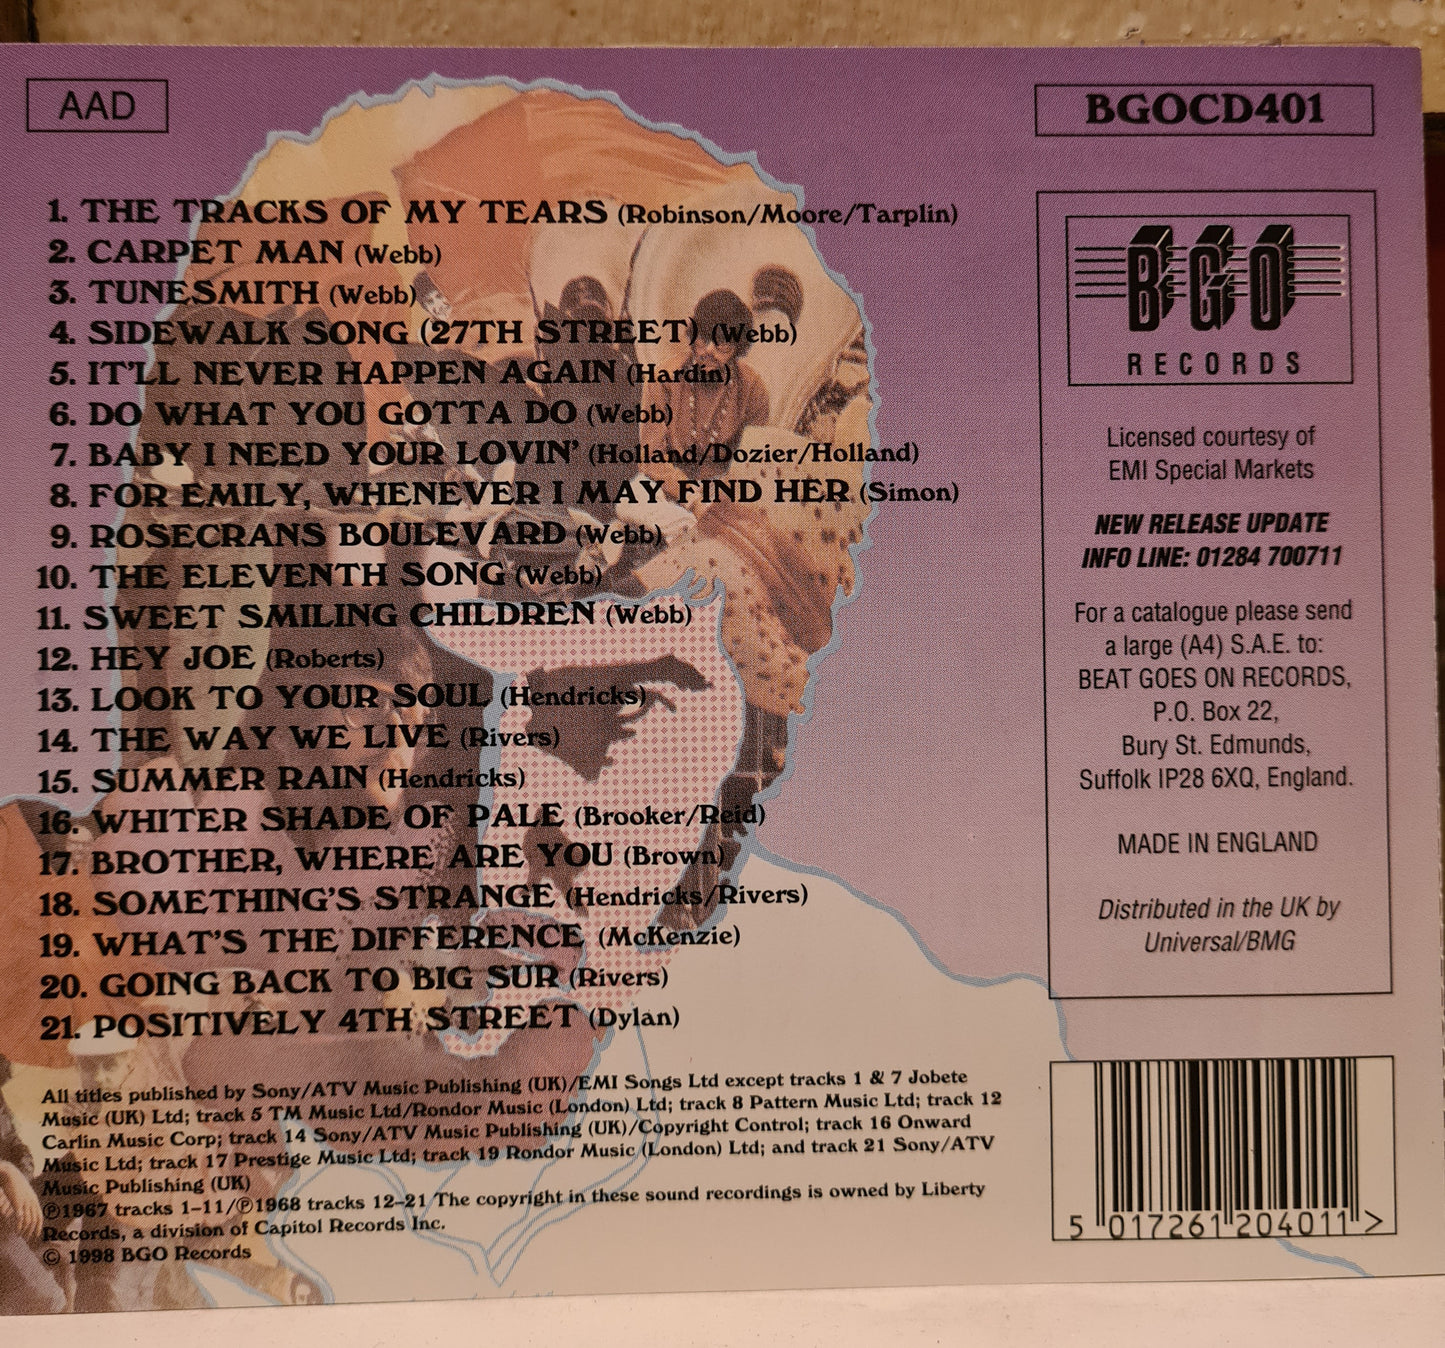 AAD
BGOCD401
1. THE TRACKS OF MY TEARS (Robinson/Moore/Tarplin)
2. CARPET MAN (Webb)
3. TUNESMITH (Webb)
4. SIDEWALK SONG (27TH STREET) (Webb)
5. IT'LL NEVER HAPPEN AGAIN (Hardin)
6. DO WHAT YOU GOTTA DO (Webb)
7. BABY I NEED YOUR LOVIN' (Holland/Dozier/Holland)
8. FOR EMILY, WHENEVER I MAY FIND HER (Simon)
9. ROSECRANS BOULEVARD (Webb)
10. THE ELEVENTH SONG (Webb)
11. SWEET SMILING CHILDREN (Webb)
12. HEY JOE (Roberts)
13. LOOK TO YOUR SOUL (Hendricks)
14. THE WAY WE LIVE (Rivers)
15. SUMMER RAIN (Hendricks)
16. WHITER SHADE OF PALE (Brooker/Reid)
17. BROTHER, WHERE ARE YOU (Brown)
18. SOMETHING'S STRANGE (Hendricks/Rivers)
19. WHAT'S THE DIFFERENCE (McKenzie)
20. GOING BACK TO BIG SUR (Rivers)
21. POSITIVELY 4TH STREET (Dylan)
All titles published by Sony/ATV Music Publishing (UK)/EMI Songs Ltd except tracks 1 & 7 Jobete
Music (UK) Ltd; track 5 TM Music Ltd/Rondor Music (London) Ltd; track 8 Pattern Music Ltd; track 12
Carlin Music Corp; track 14 Sony/ATV Music Publishing (UK)/Copyright Control; track 16 Onward
Music Ltd; track 17 Prestige Music Ltd; track 19 Rondor Music (London) Ltd; and track 21 Sony/ATV
Music Publishing (UK)
℗1967 tracks 1-11/℗1968 tracks 12-21 The copyright in these sound recordings is owned by Liberty
Records, a division of Capitol Records Inc.
© 1998 BGO Records
BGO
RECORDS
Licensed courtesy of
EMI Special Markets
NEW RELEASE UPDATE
INFO LINE: 01284 700711
For a catalogue please send
a large (A4) S.A.E. to:
BEAT GOES ON RECORDS,
P.O. Box 22,
Bury St. Edmunds,
Suffolk IP28 6XQ, England.
MADE IN ENGLAND
Distributed in the UK by
Universal/BMG
5 017261 204011 >